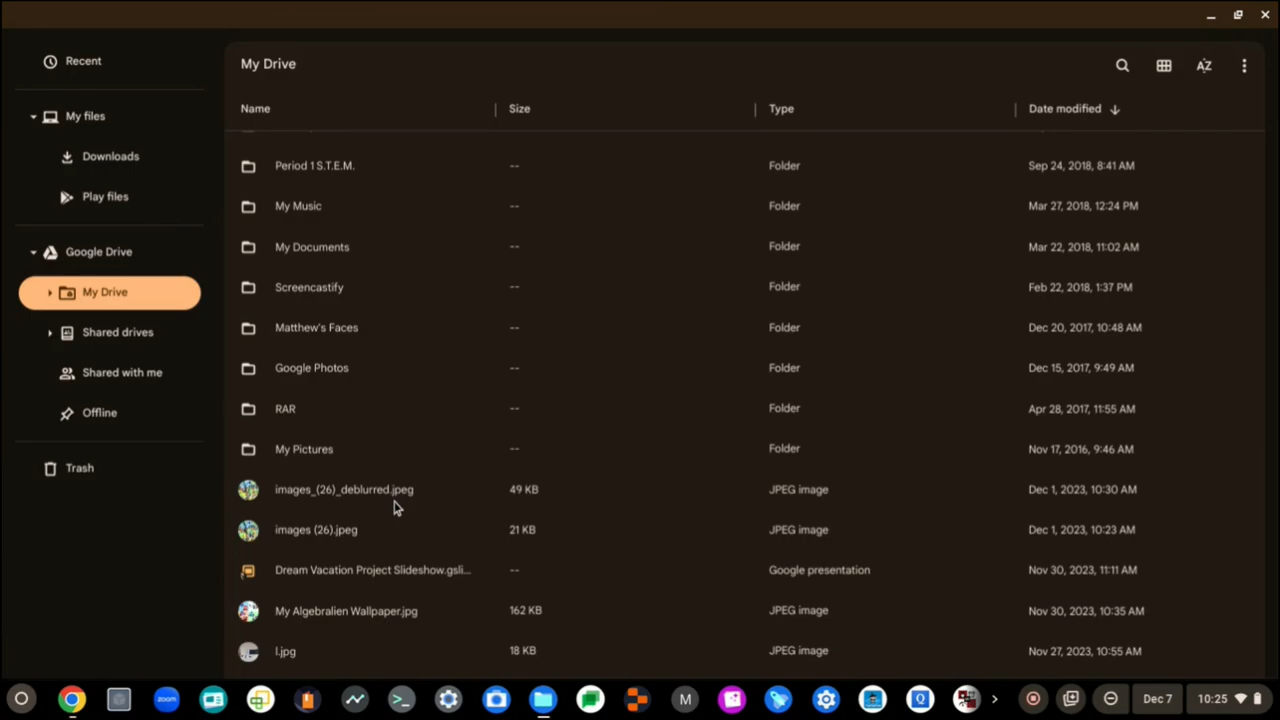 Recent
My files
Downloads
Play files
Google Drive
My Drive
Shared drives
Shared with me
Offline
Trash
My Drive
AZ
Name Size Type Date modified
Period 1 S.T.E.M. -- Folder Sep 24, 2018, 8:41 AM
My Music -- Folder Mar 27, 2018, 12:24 PM
My Documents -- Folder Mar 22, 2018, 11:02 AM
Screencastify -- Folder Feb 22, 2018, 1:37 PM
Matthew's Faces -- Folder Dec 20, 2017, 10:48 AM
Google Photos -- Folder Dec 15, 2017, 9:49 AM
RAR -- Folder Apr 28, 2017, 11:55 AM
My Pictures -- Folder Nov 17, 2016, 9:46 AM
images_(26)_deblurred.jpeg 49 KB JPEG image Dec 1, 2023, 10:30 AM
images (26).jpeg 21 KB JPEG image Dec 1, 2023, 10:23 AM
Dream Vacation Project Slideshow.gsli... -- Google presentation Nov 30, 2023, 11:11 AM
My Algebralien Wallpaper.jpg 162 KB JPEG image Nov 30, 2023, 10:35 AM
l.jpg 18 KB JPEG image Nov 27, 2023, 10:55 AM
zoom M Q Dec 7 10:25